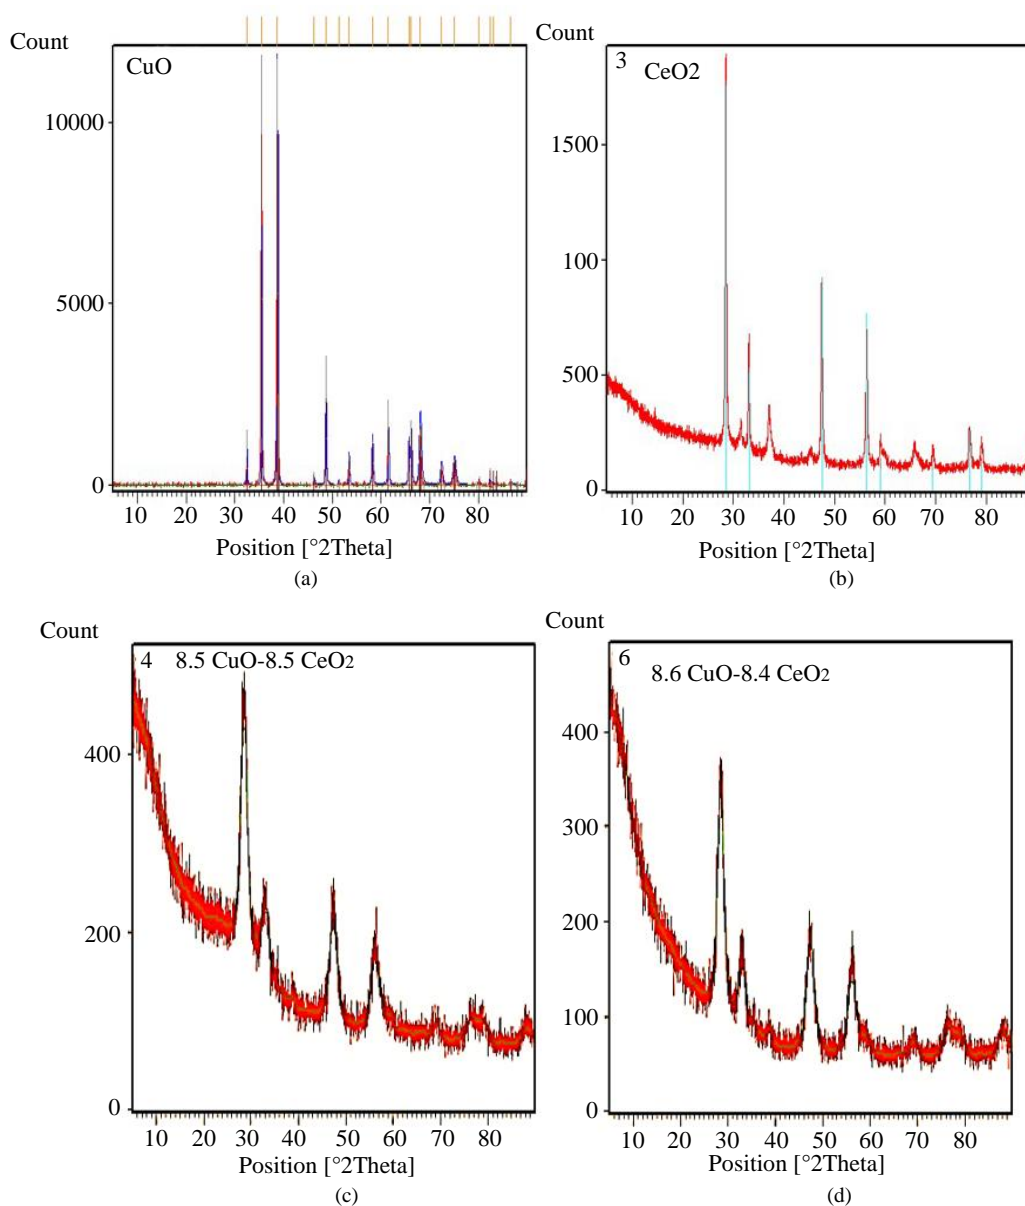 Count
CuO
10000
5000
0
10 20 30 40 50 60 70 80
Position [°2Theta]
(a)
Count
3 CeO2
1500
100
500
0
10 20 30 40 50 60 70 80
Position [°2Theta]
(b)
Count
4 8.5 CuO-8.5 CeO2
400
200
0
10 20 30 40 50 60 70 80
Position [°2Theta]
(c)
Count
6 8.6 CuO-8.4 CeO2
400
300
200
100
0
10 20 30 40 50 60 70 80
Position [°2Theta]
(d)